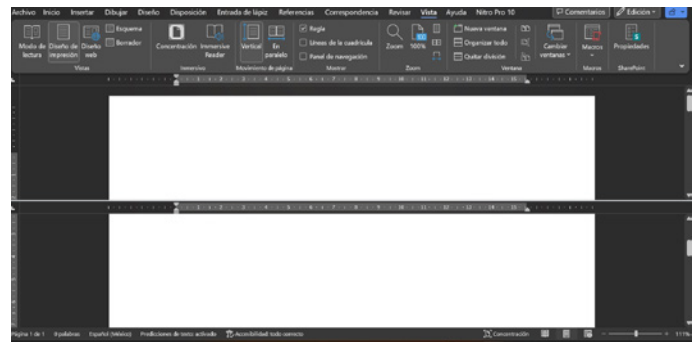 Archivo Inicio Insertar Dibujar Diseño Disposición Entrada de lápiz Referencias Correspondencia Revisar Vista Ayuda Nitro Pro 10 Comentarios Edición
Modo de lectura
Diseño de impresión
Diseño web
Esquema
Borrador
Vistas
Concentración
Immersive Reader
Inmersivo
Vertical
En paralelo
Movimiento de página
Regla
Líneas de la cuadrícula
Panel de navegación
Mostrar
Zoom
100%
Zoom
Nueva ventana
Organizar todo
Quitar división
Cambiar ventanas
Ventana
Macros
Macros
Propiedades
SharePoint
Página 1 de 1 0 palabras Español (México) Predicciones de texto: activado Accesibilidad: todo correcto Concentración 111%